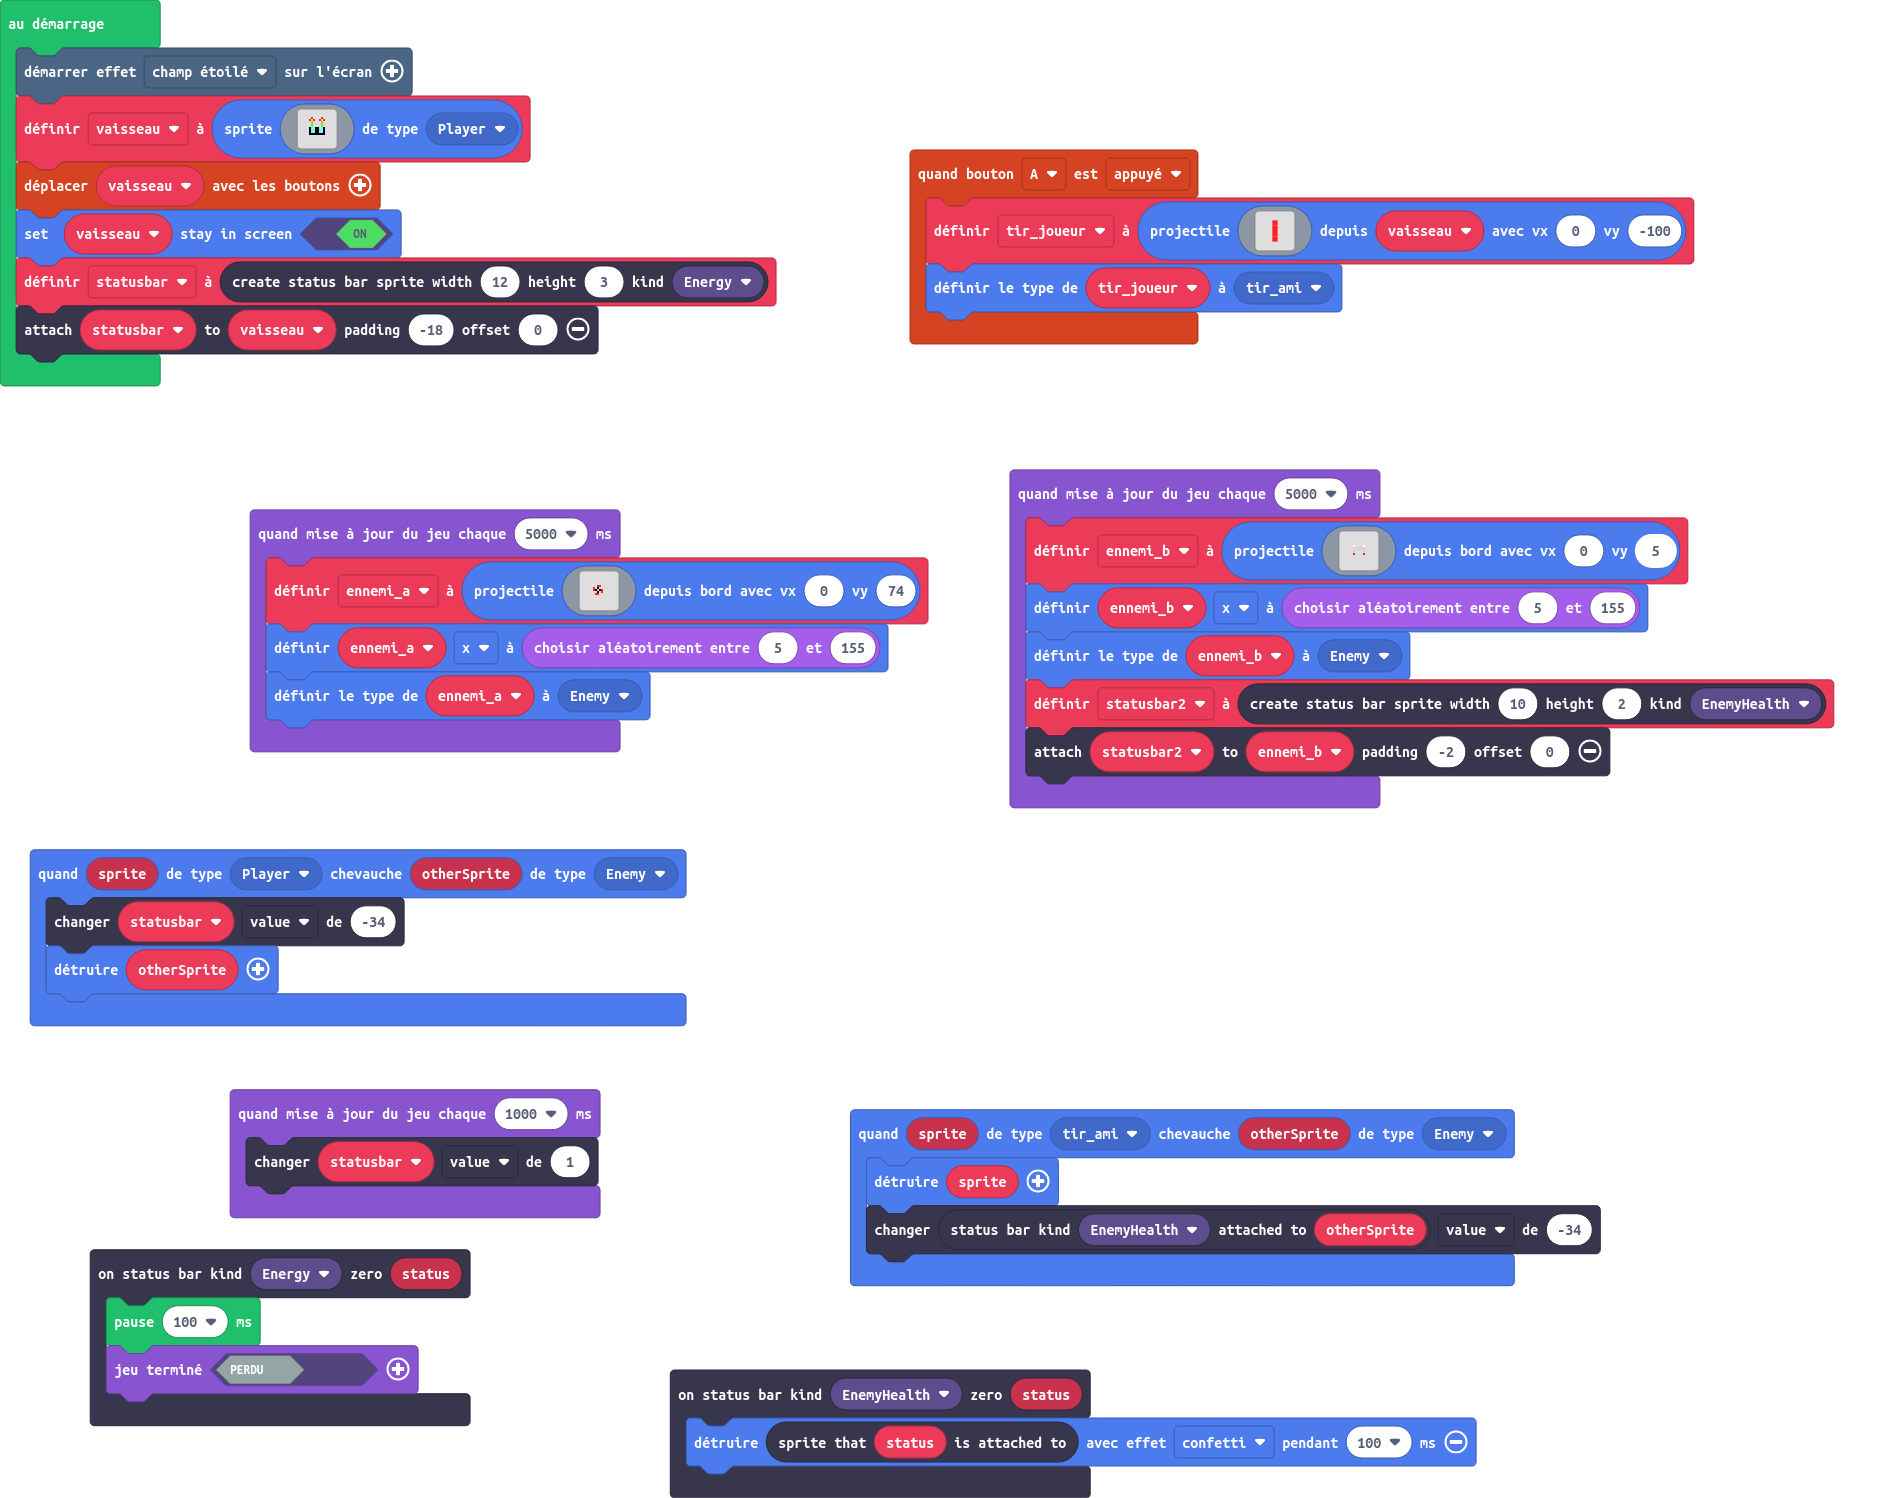 au démarrage
démarrer effet champ étoilé sur l'écran
définir vaisseau à sprite de type Player
déplacer vaisseau avec les boutons
set vaisseau stay in screen ON
définir statusbar à create status bar sprite width 12 height 3 kind Energy
attach statusbar to vaisseau padding -18 offset 0
quand bouton A est appuyé
définir tir_joueur à projectile depuis vaisseau avec vx 0 vy -100
définir le type de tir_joueur à tir_ami
quand mise à jour du jeu chaque 5000 ms
définir ennemi_a à projectile depuis bord avec vx 0 vy 74
définir ennemi_a x à choisir aléatoirement entre 5 et 155
définir le type de ennemi_a à Enemy
quand mise à jour du jeu chaque 5000 ms
définir ennemi_b à projectile depuis bord avec vx 0 vy 5
définir ennemi_b x à choisir aléatoirement entre 5 et 155
définir le type de ennemi_b à Enemy
définir statusbar2 à create status bar sprite width 10 height 2 kind EnemyHealth
attach statusbar2 to ennemi_b padding -2 offset 0
quand sprite de type Player chevauche otherSprite de type Enemy
changer statusbar value de -34
détruire otherSprite
quand mise à jour du jeu chaque 1000 ms
changer statusbar value de 1
quand sprite de type tir_ami chevauche otherSprite de type Enemy
détruire sprite
changer status bar kind EnemyHealth attached to otherSprite value de -34
on status bar kind Energy zero status
pause 100 ms
jeu terminé PERDU
on status bar kind EnemyHealth zero status
détruire sprite that status is attached to avec effet confetti pendant 100 ms